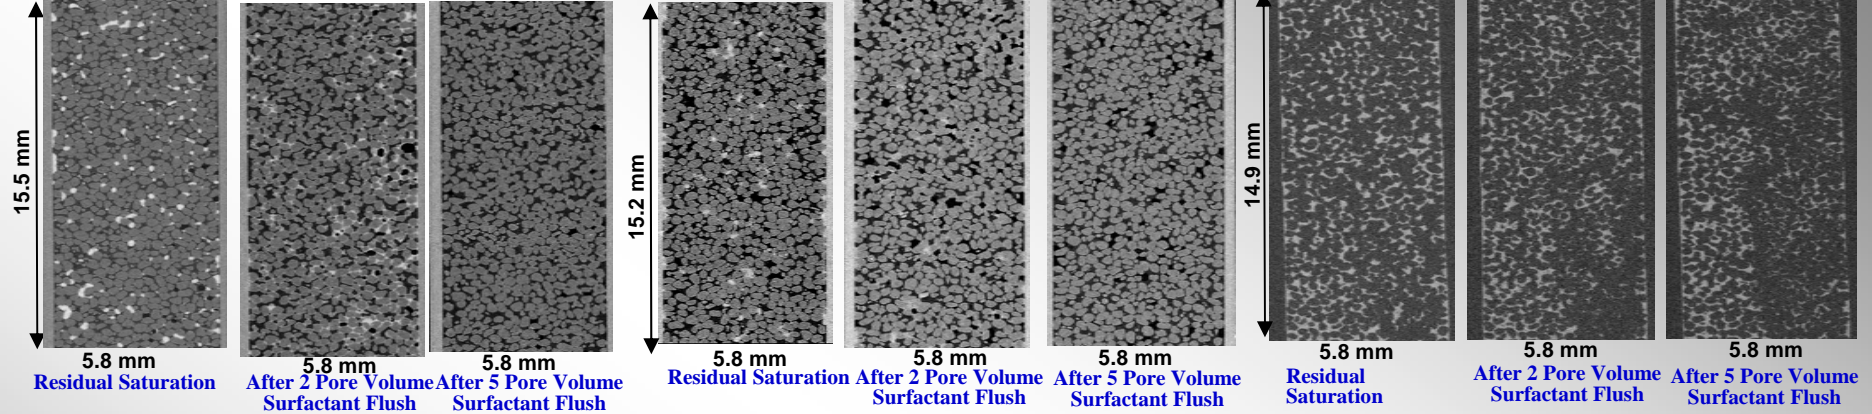 15.5 mm
5.8 mm
Residual Saturation
5.8 mm
After 2 Pore Volume
Surfactant Flush
5.8 mm
After 5 Pore Volume
Surfactant Flush
15.2 mm
5.8 mm
Residual Saturation
5.8 mm
After 2 Pore Volume
Surfactant Flush
5.8 mm
After 5 Pore Volume
Surfactant Flush
14.9 mm
5.8 mm
Residual
Saturation
5.8 mm
After 2 Pore Volume
Surfactant Flush
5.8 mm
After 5 Pore Volume
Surfactant Flush